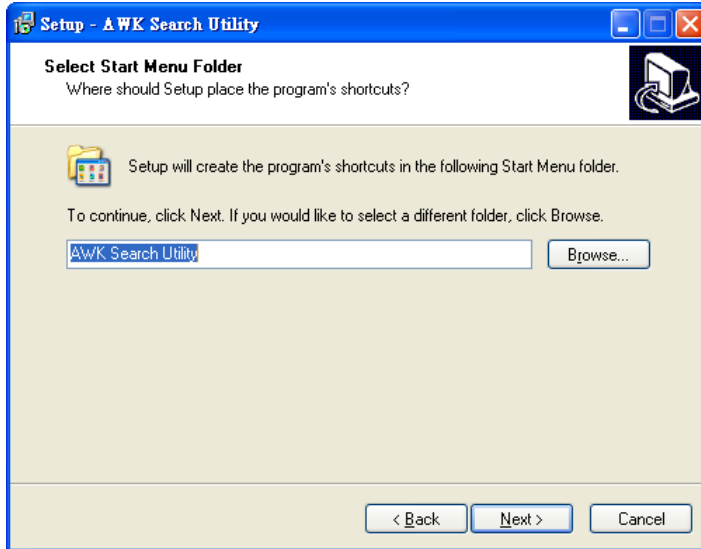 Setup - AWK Search Utility
Select Start Menu Folder
Where should Setup place the program's shortcuts?
Setup will create the program's shortcuts in the following Start Menu folder.
To continue, click Next. If you would like to select a different folder, click Browse.
AWK Search Utility
Browse...
< Back
Next >
Cancel